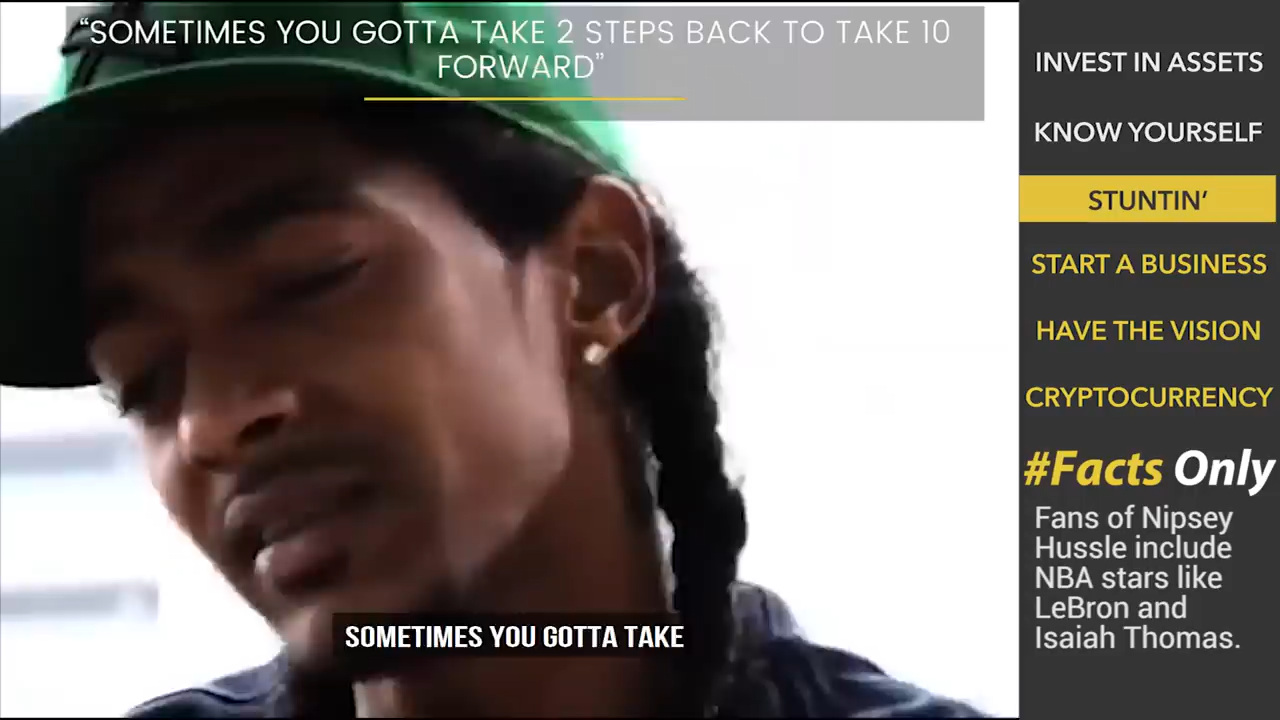 “SOMETIMES YOU GOTTA TAKE 2 STEPS BACK TO TAKE 10
FORWARD”
SOMETIMES YOU GOTTA TAKE
INVEST IN ASSETS
KNOW YOURSELF
STUNTIN’
START A BUSINESS
HAVE THE VISION
CRYPTOCURRENCY
#Facts Only
Fans of Nipsey
Hussle include
NBA stars like
LeBron and
Isaiah Thomas.